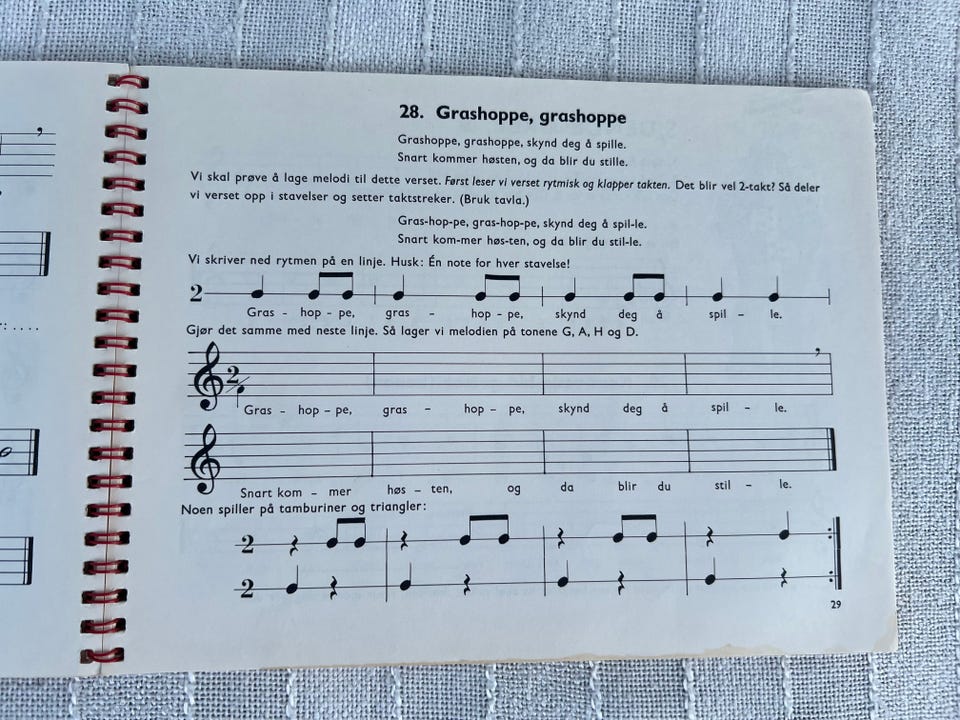 28. Grashoppe, grashoppe
Grashoppe, grashoppe, skynd deg å spille.
Snart kommer høsten, og da blir du stille.
Vi skal prøve å lage melodi til dette verset. Først leser vi verset rytmisk og klapper takten. Det blir vel 2-takt? Så deler
vi verset opp i stavelser og setter taktstreker. (Bruk tavla.)
Gras-hop-pe, gras-hop-pe, skynd deg å spil-le.
Snart kom-mer høs-ten, og da blir du stil-le.
Vi skriver ned rytmen på en linje. Husk: Én note for hver stavelse!
2
Gras - hop - pe, gras - hop - pe, skynd deg å spil - le.
Gjør det samme med neste linje. Så lager vi melodien på tonene G, A, H og D.
2
Gras - hop - pe, gras - hop - pe, skynd deg å spil - le.
Snart kom - mer høs - ten, og da blir du stil - le.
Noen spiller på tamburiner og triangler:
2
2
29